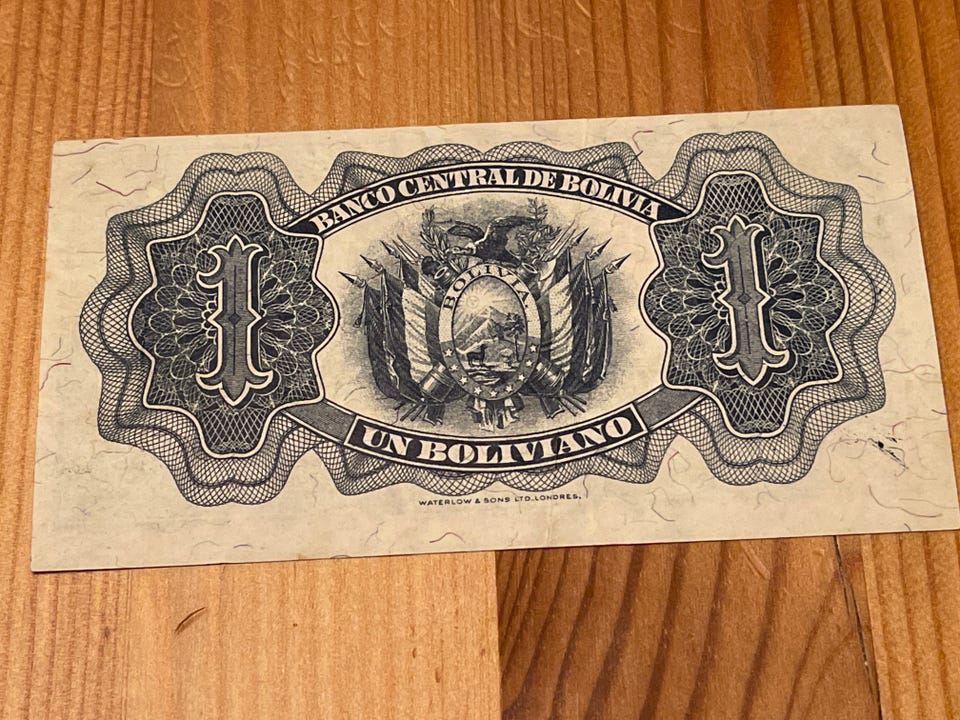 BANCO CENTRAL DE BOLIVIA
1
BOLIVIA
1
UN BOLIVIANO
WATERLOW & SONS LTD. LONDRES.